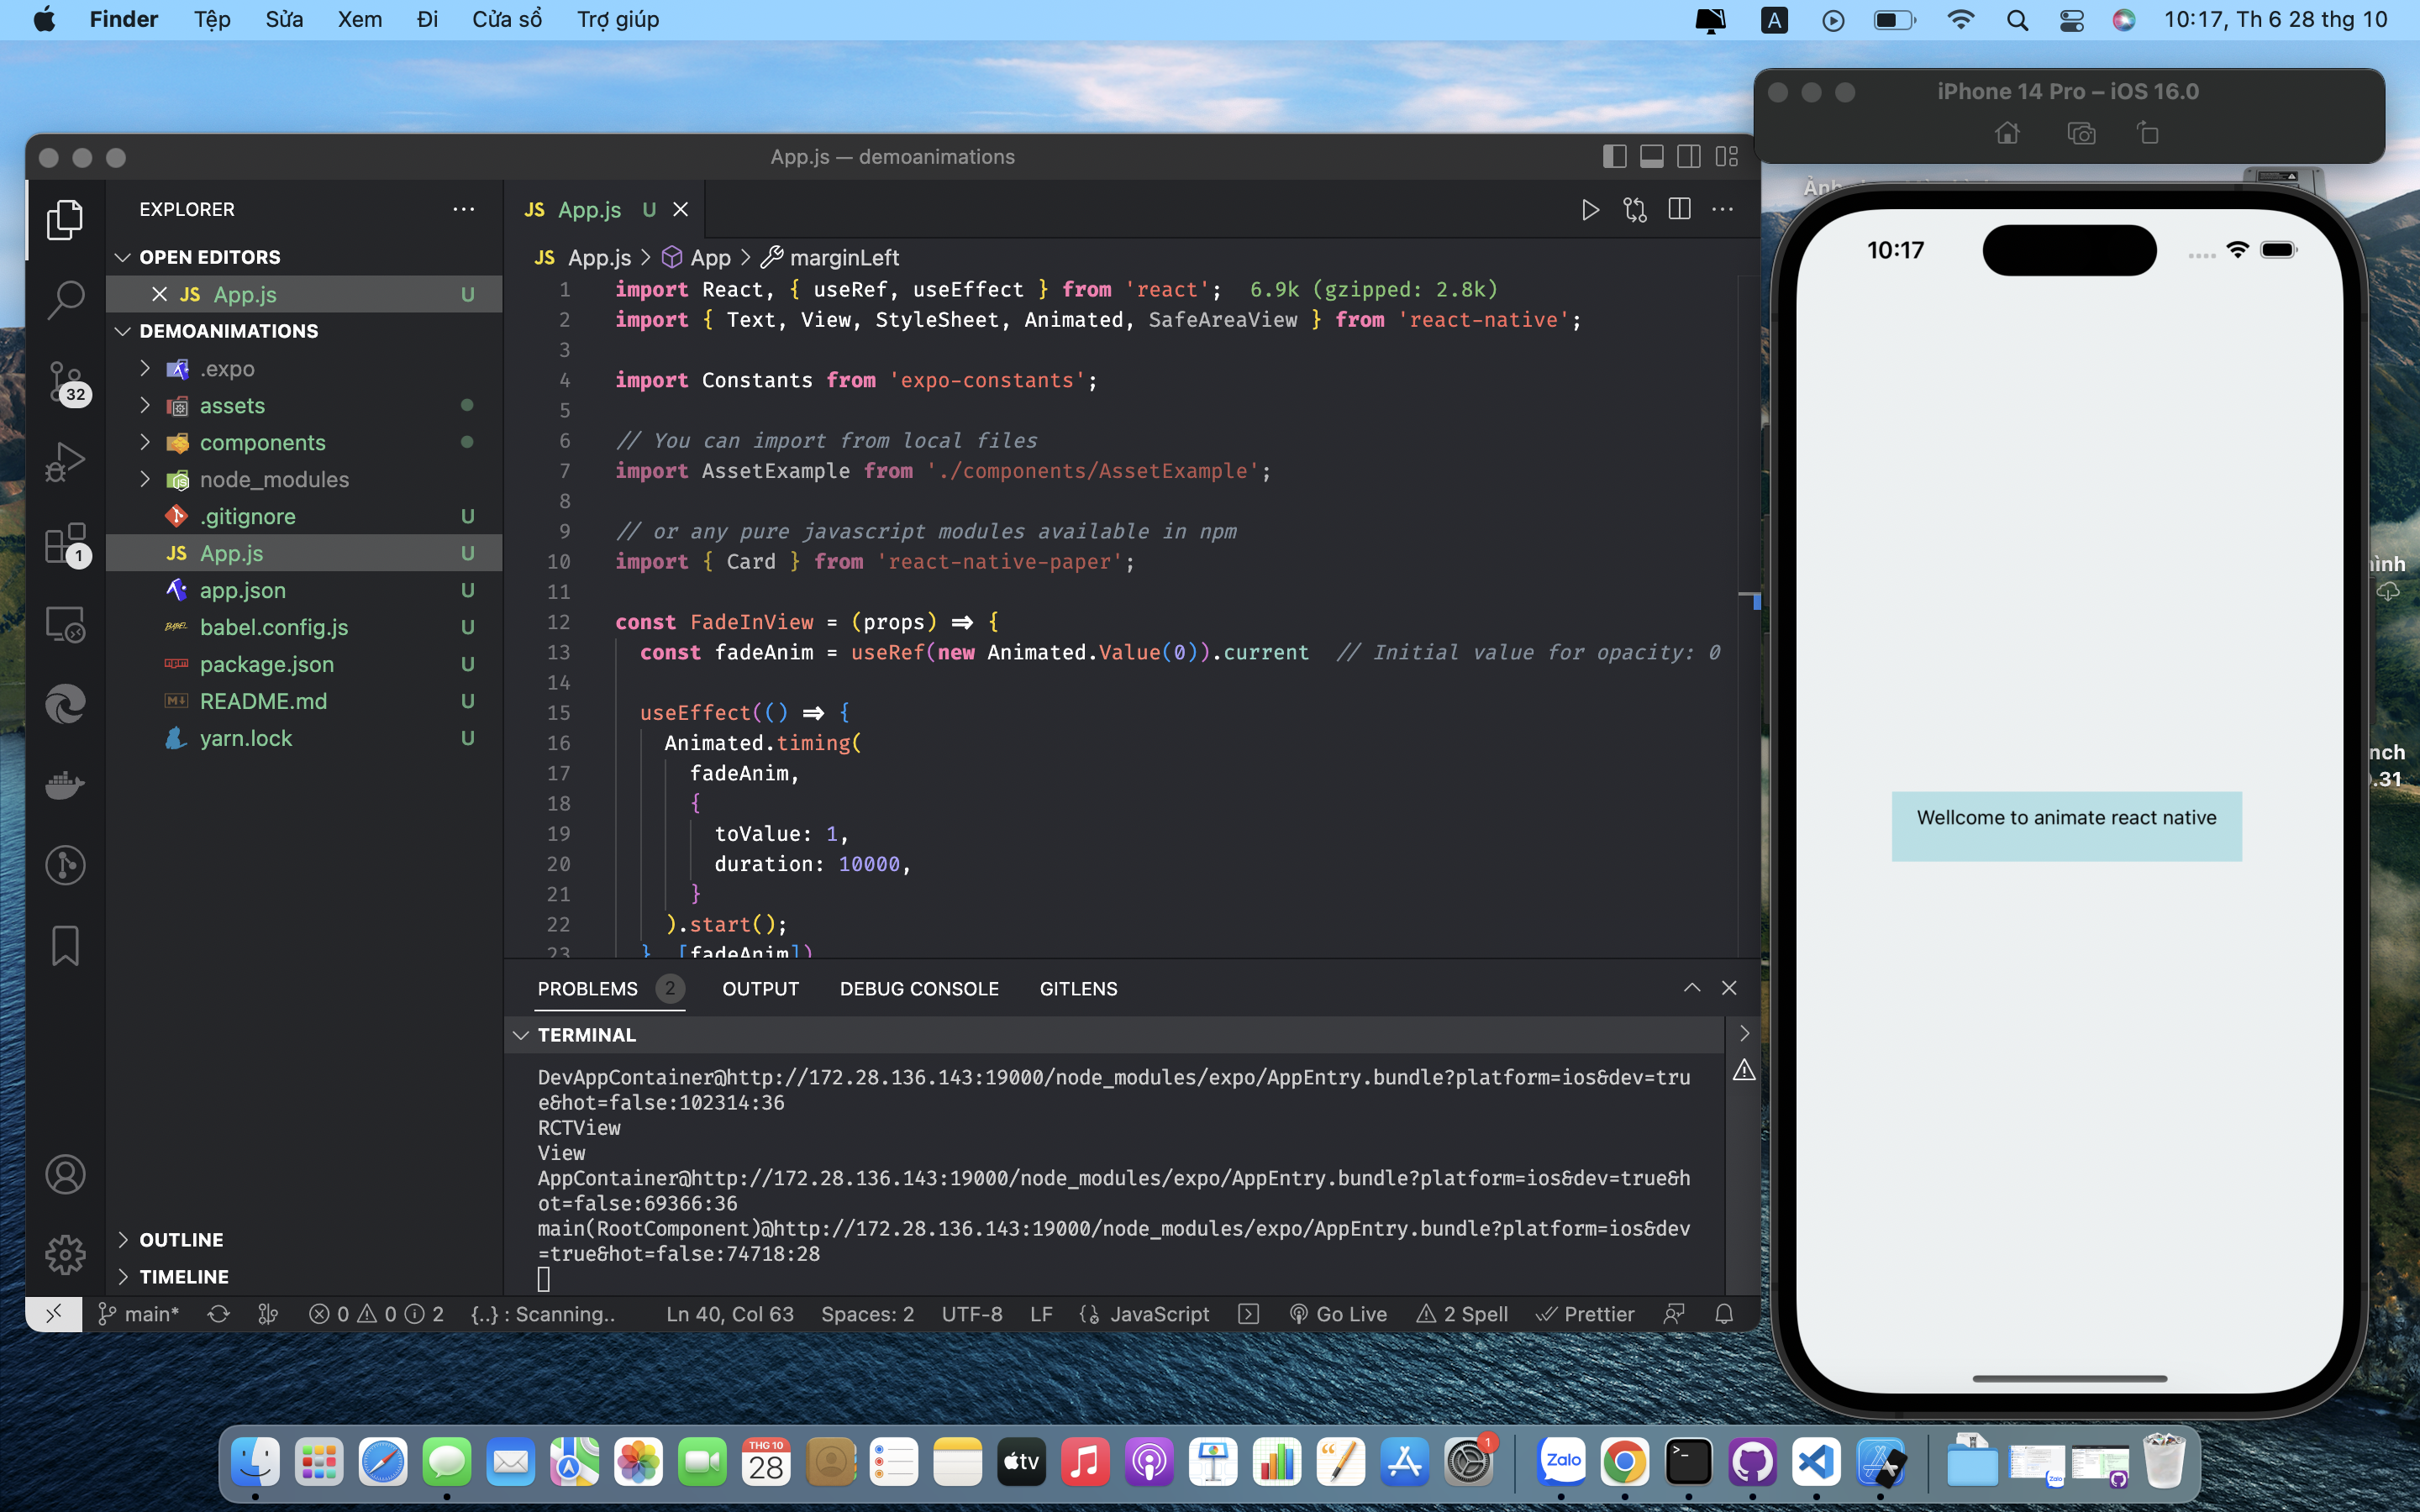 Finder Tệp Sửa Xem Đi Cửa sổ Trợ giúp
A
10:17, Th 6 28 thg 10
App.js — demoanimations
EXPLORER
OPEN EDITORS
JS App.js U
DEMOANIMATIONS
.expo
assets
components
node_modules
.gitignore U
JS App.js U
app.json U
babel.config.js U
package.json U
README.md U
yarn.lock U
OUTLINE
TIMELINE
32
1
JS App.js U
JS App.js > App > marginLeft
1 import React, { useRef, useEffect } from 'react'; 6.9k (gzipped: 2.8k)
2 import { Text, View, StyleSheet, Animated, SafeAreaView } from 'react-native';
3
4 import Constants from 'expo-constants';
5
6 // You can import from local files
7 import AssetExample from './components/AssetExample';
8
9 // or any pure javascript modules available in npm
10 import { Card } from 'react-native-paper';
11
12 const FadeInView = (props) => {
13 const fadeAnim = useRef(new Animated.Value(0)).current // Initial value for opacity: 0
14
15 useEffect(() => {
16 Animated.timing(
17 fadeAnim,
18 {
19 toValue: 1,
20 duration: 10000,
21 }
22 ).start();
23 }, [fadeAnim])
PROBLEMS 2 OUTPUT DEBUG CONSOLE GITLENS
TERMINAL
DevAppContainer@http://172.28.136.143:19000/node_modules/expo/AppEntry.bundle?platform=ios&dev=tru
e&hot=false:102314:36
RCTView
View
AppContainer@http://172.28.136.143:19000/node_modules/expo/AppEntry.bundle?platform=ios&dev=true&h
ot=false:69366:36
main(RootComponent)@http://172.28.136.143:19000/node_modules/expo/AppEntry.bundle?platform=ios&dev
=true&hot=false:74718:28
main* 0 0 2 {..} : Scanning.. Ln 40, Col 63 Spaces: 2 UTF-8 LF JavaScript Go Live 2 Spell Prettier
iPhone 14 Pro – iOS 16.0
10:17
Wellcome to animate react native
THG 10
28
tv
1
Zalo